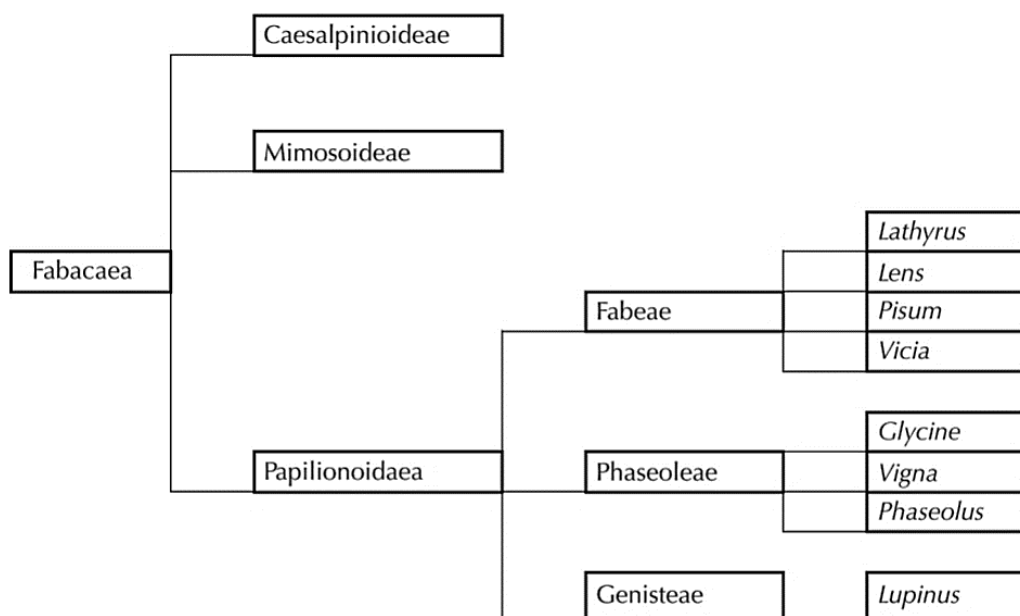 Caesalpinioideae
Mimosoideae
Lathyrus
Fabacaea
Lens
Fabeae
Pisum
Vicia
Glycine
Papilionoidaea
Phaseoleae
Vigna
Phaseolus
Genisteae
Lupinus